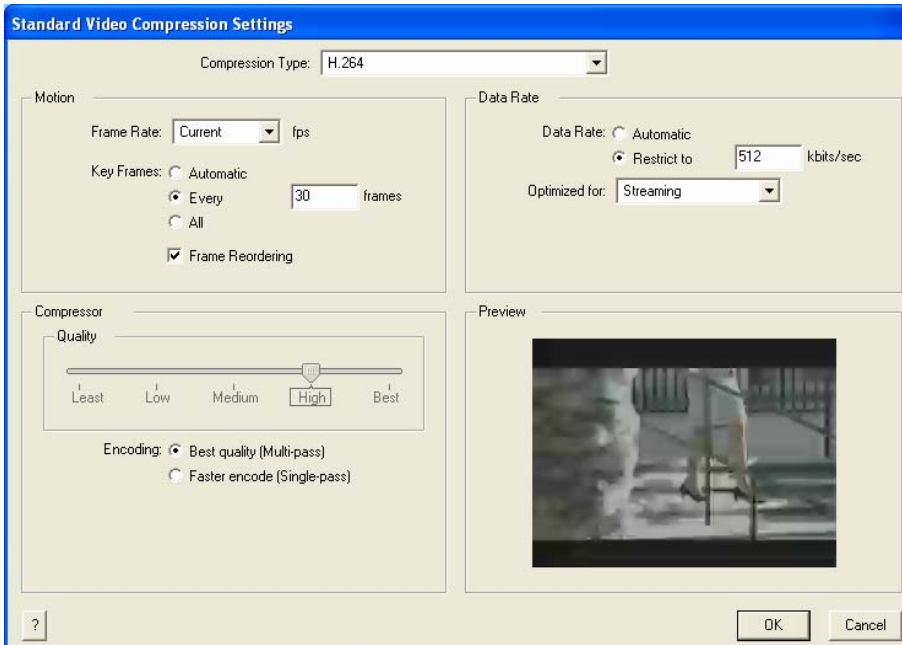 Standard Video Compression Settings
Compression Type: H.264
Motion
Frame Rate: Current fps
Key Frames: Automatic
Every 30 frames
All
Frame Reordering
Data Rate
Data Rate: Automatic
Restrict to 512 kbits/sec
Optimized for: Streaming
Compressor
Quality
Least Low Medium High Best
Encoding: Best quality (Multi-pass)
Faster encode (Single-pass)
Preview
? OK Cancel